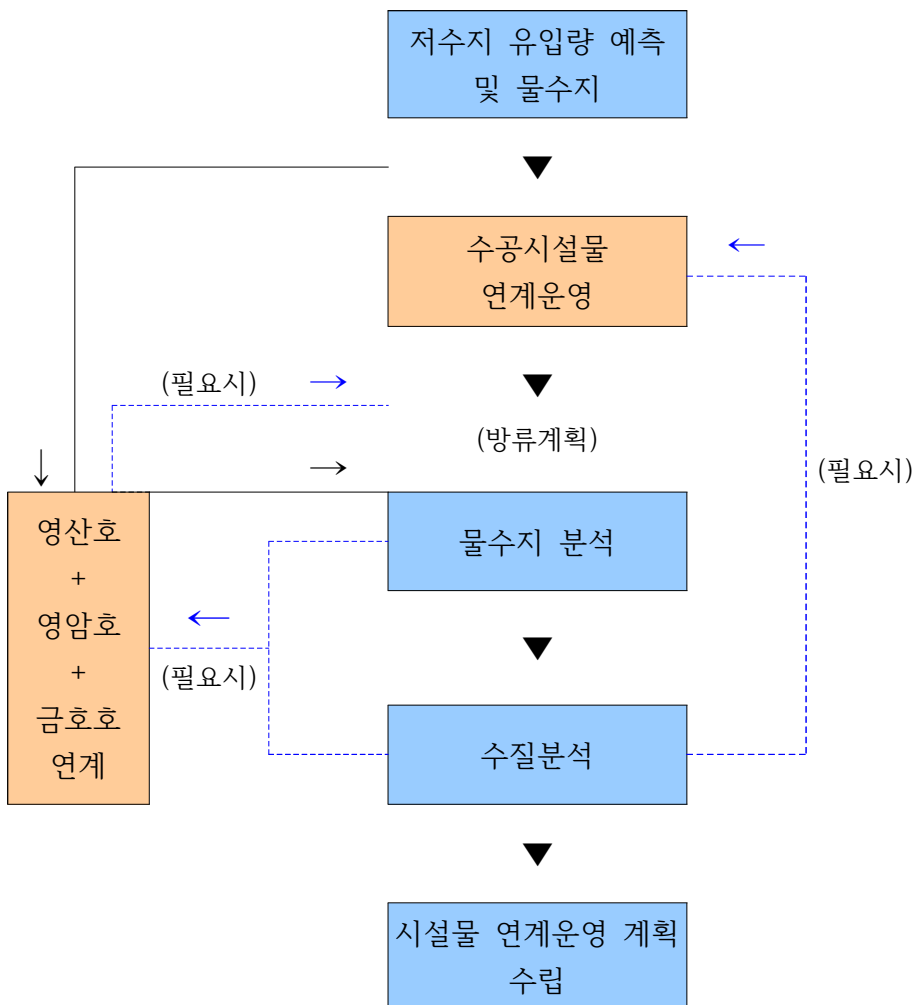 저수지 유입량 예측
및 물수지
수공시설물
연계운영
(필요시)
(방류계획)
(필요시)
영산호
+
영암호
+
금호호
연계
물수지 분석
(필요시)
수질분석
시설물 연계운영 계획
수립